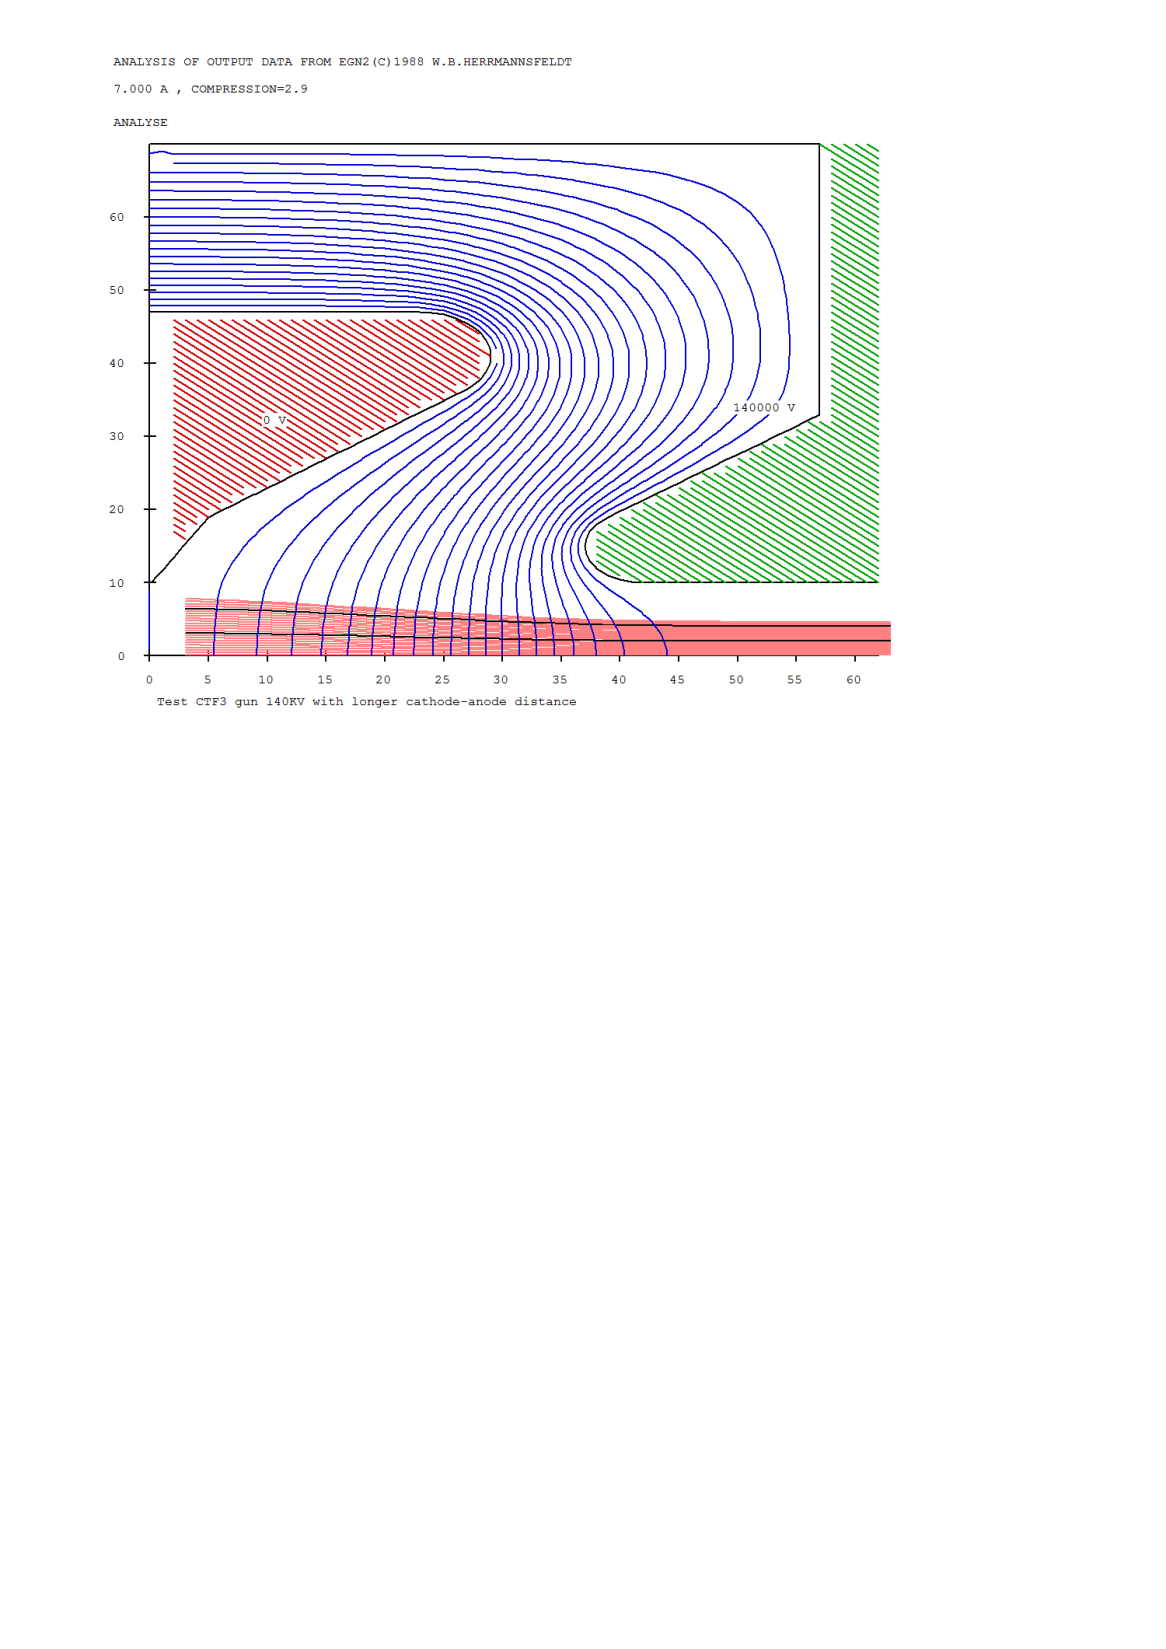 ANALYSIS OF OUTPUT DATA FROM EGN2(C)1988 W.B.HERRMANNSFELDT
7.000 A , COMPRESSION=2.9
ANALYSE
60
50
40
140000 V
0 V
30
20
10
0
0 5 10 15 20 25 30 35 40 45 50 55 60
Test CTF3 gun 140KV with longer cathode-anode distance